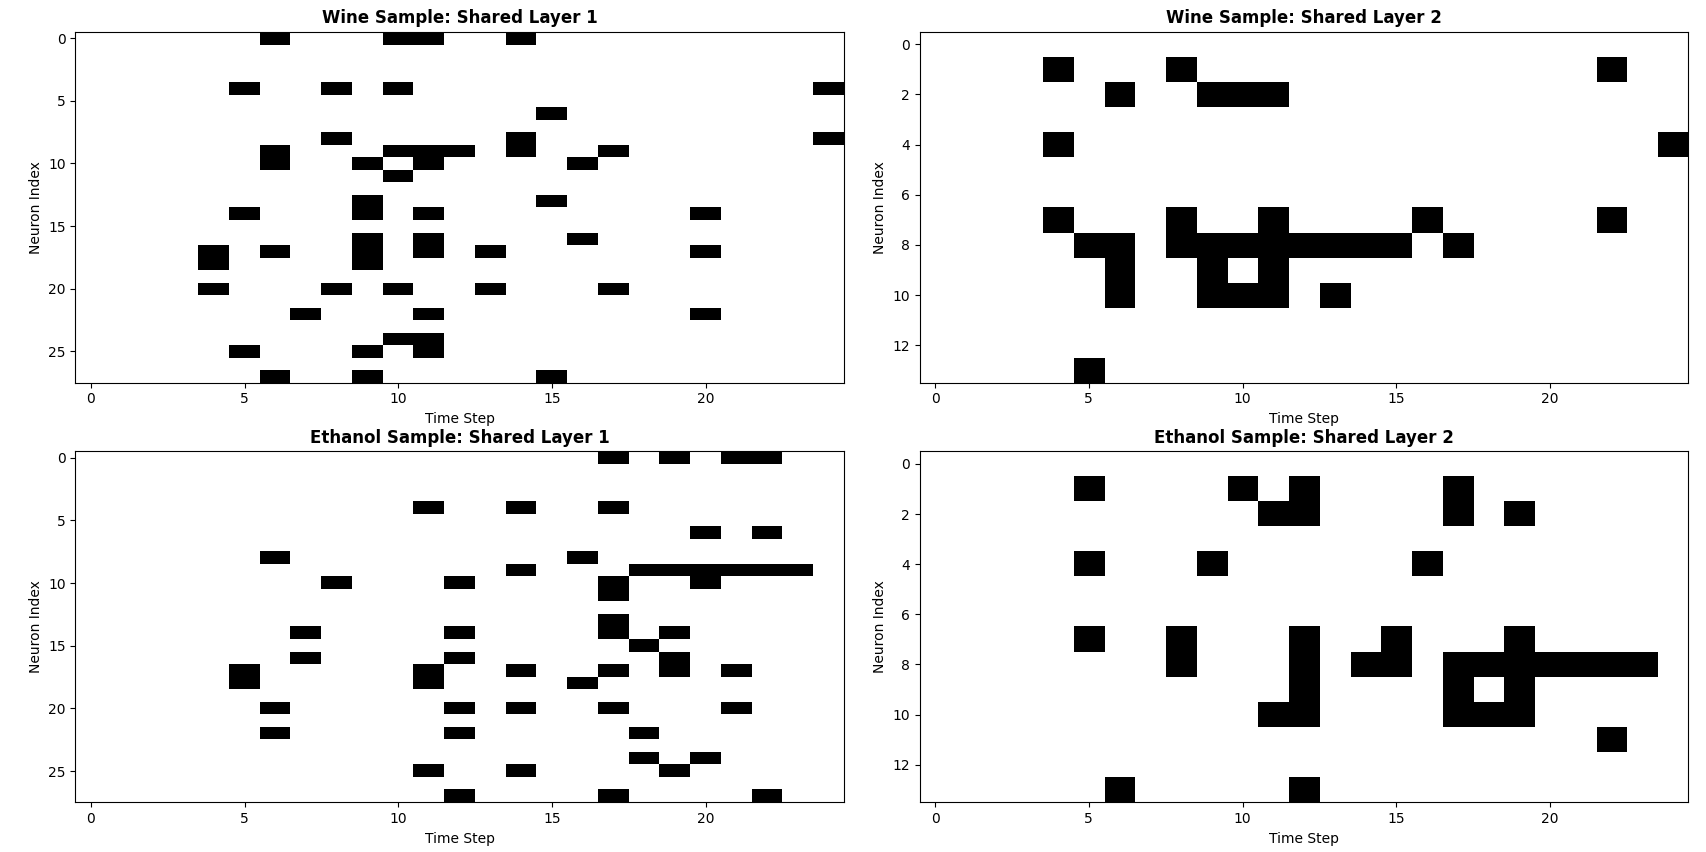 Wine Sample: Shared Layer 1
Neuron Index
0
5
10
15
20
25
0 5 10 15 20
Time Step
Wine Sample: Shared Layer 2
Neuron Index
0
2
4
6
8
10
12
0 5 10 15 20
Time Step
Ethanol Sample: Shared Layer 1
Neuron Index
0
5
10
15
20
25
0 5 10 15 20
Time Step
Ethanol Sample: Shared Layer 2
Neuron Index
0
2
4
6
8
10
12
0 5 10 15 20
Time Step